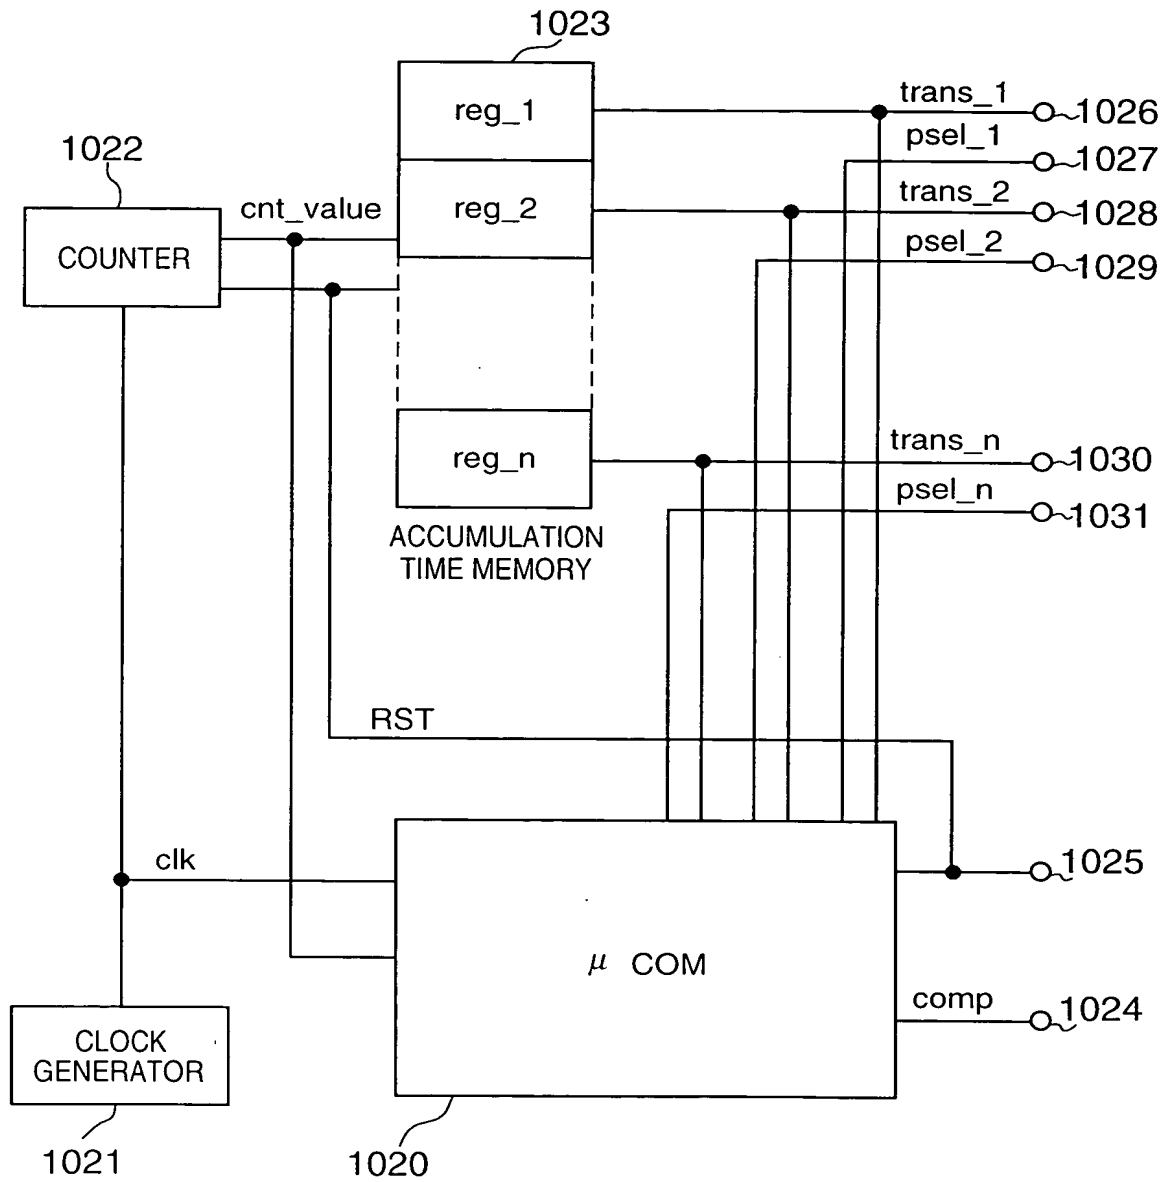 1023
reg_1
trans_1
1026
psel_1
1027
1022
cnt_value
reg_2
trans_2
1028
COUNTER
psel_2
1029
reg_n
trans_n
1030
psel_n
1031
ACCUMULATION
TIME MEMORY
RST
clk
1025
μ COM
comp
1024
CLOCK
GENERATOR
1021
1020